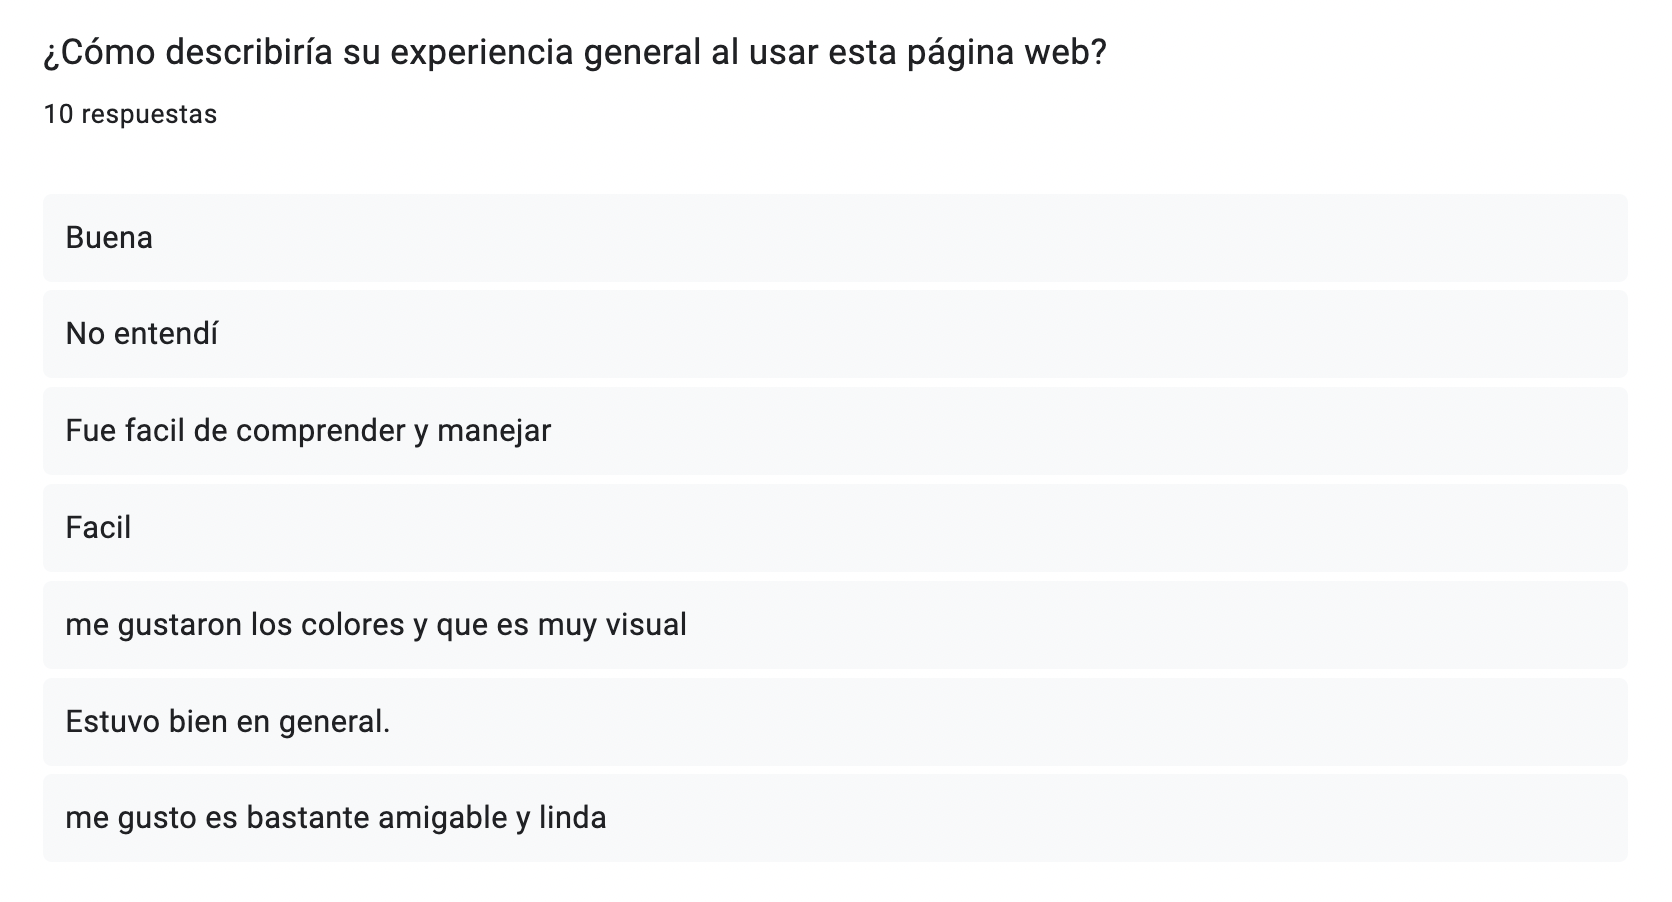 ¿Cómo describiría su experiencia general al usar esta página web?
10 respuestas
Buena
No entendí
Fue facil de comprender y manejar
Facil
me gustaron los colores y que es muy visual
Estuvo bien en general.
me gusto es bastante amigable y linda